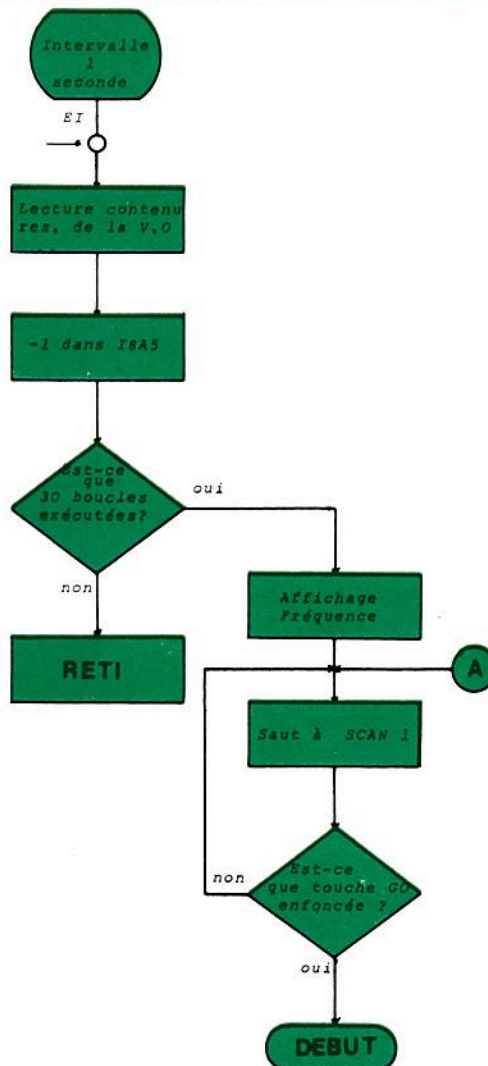 Intervalle
1
seconde
EI
Lecture contenu
res. de la V.O
-1 dans I8A5
Est-ce
que
30 boucles
exécutées?
oui
non
RETI
Affichage
Fréquence
A
Saut à SCAN 1
Est-ce
que touche GO
enfoncée ?
non
oui
DEBUT